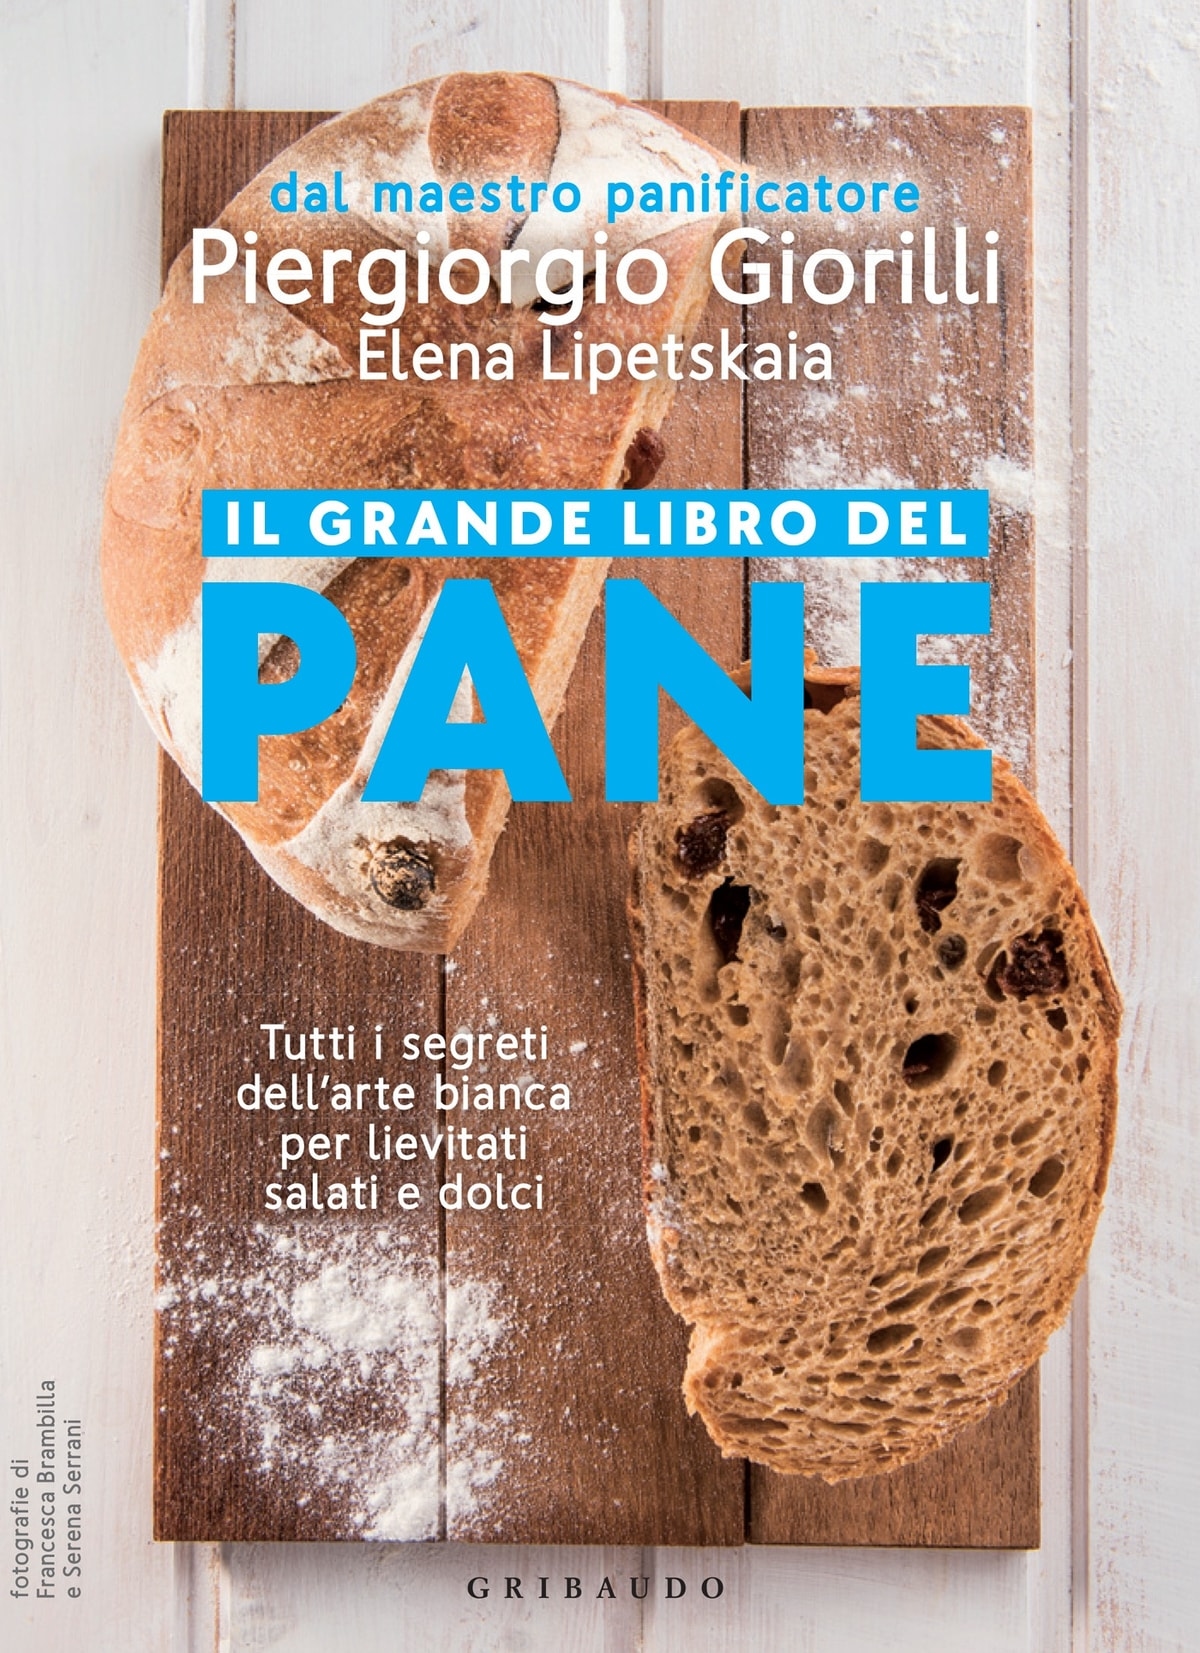 dal maestro panificatore
Piergiorgio Giorilli
Elena Lipetskaia
IL GRANDE LIBRO DEL
PANE
Tutti i segreti
dell'arte bianca
per lievitati
salati e dolci
fotografie di
Francesca Brambilla
e Serena Serrani
GRIBAUDO